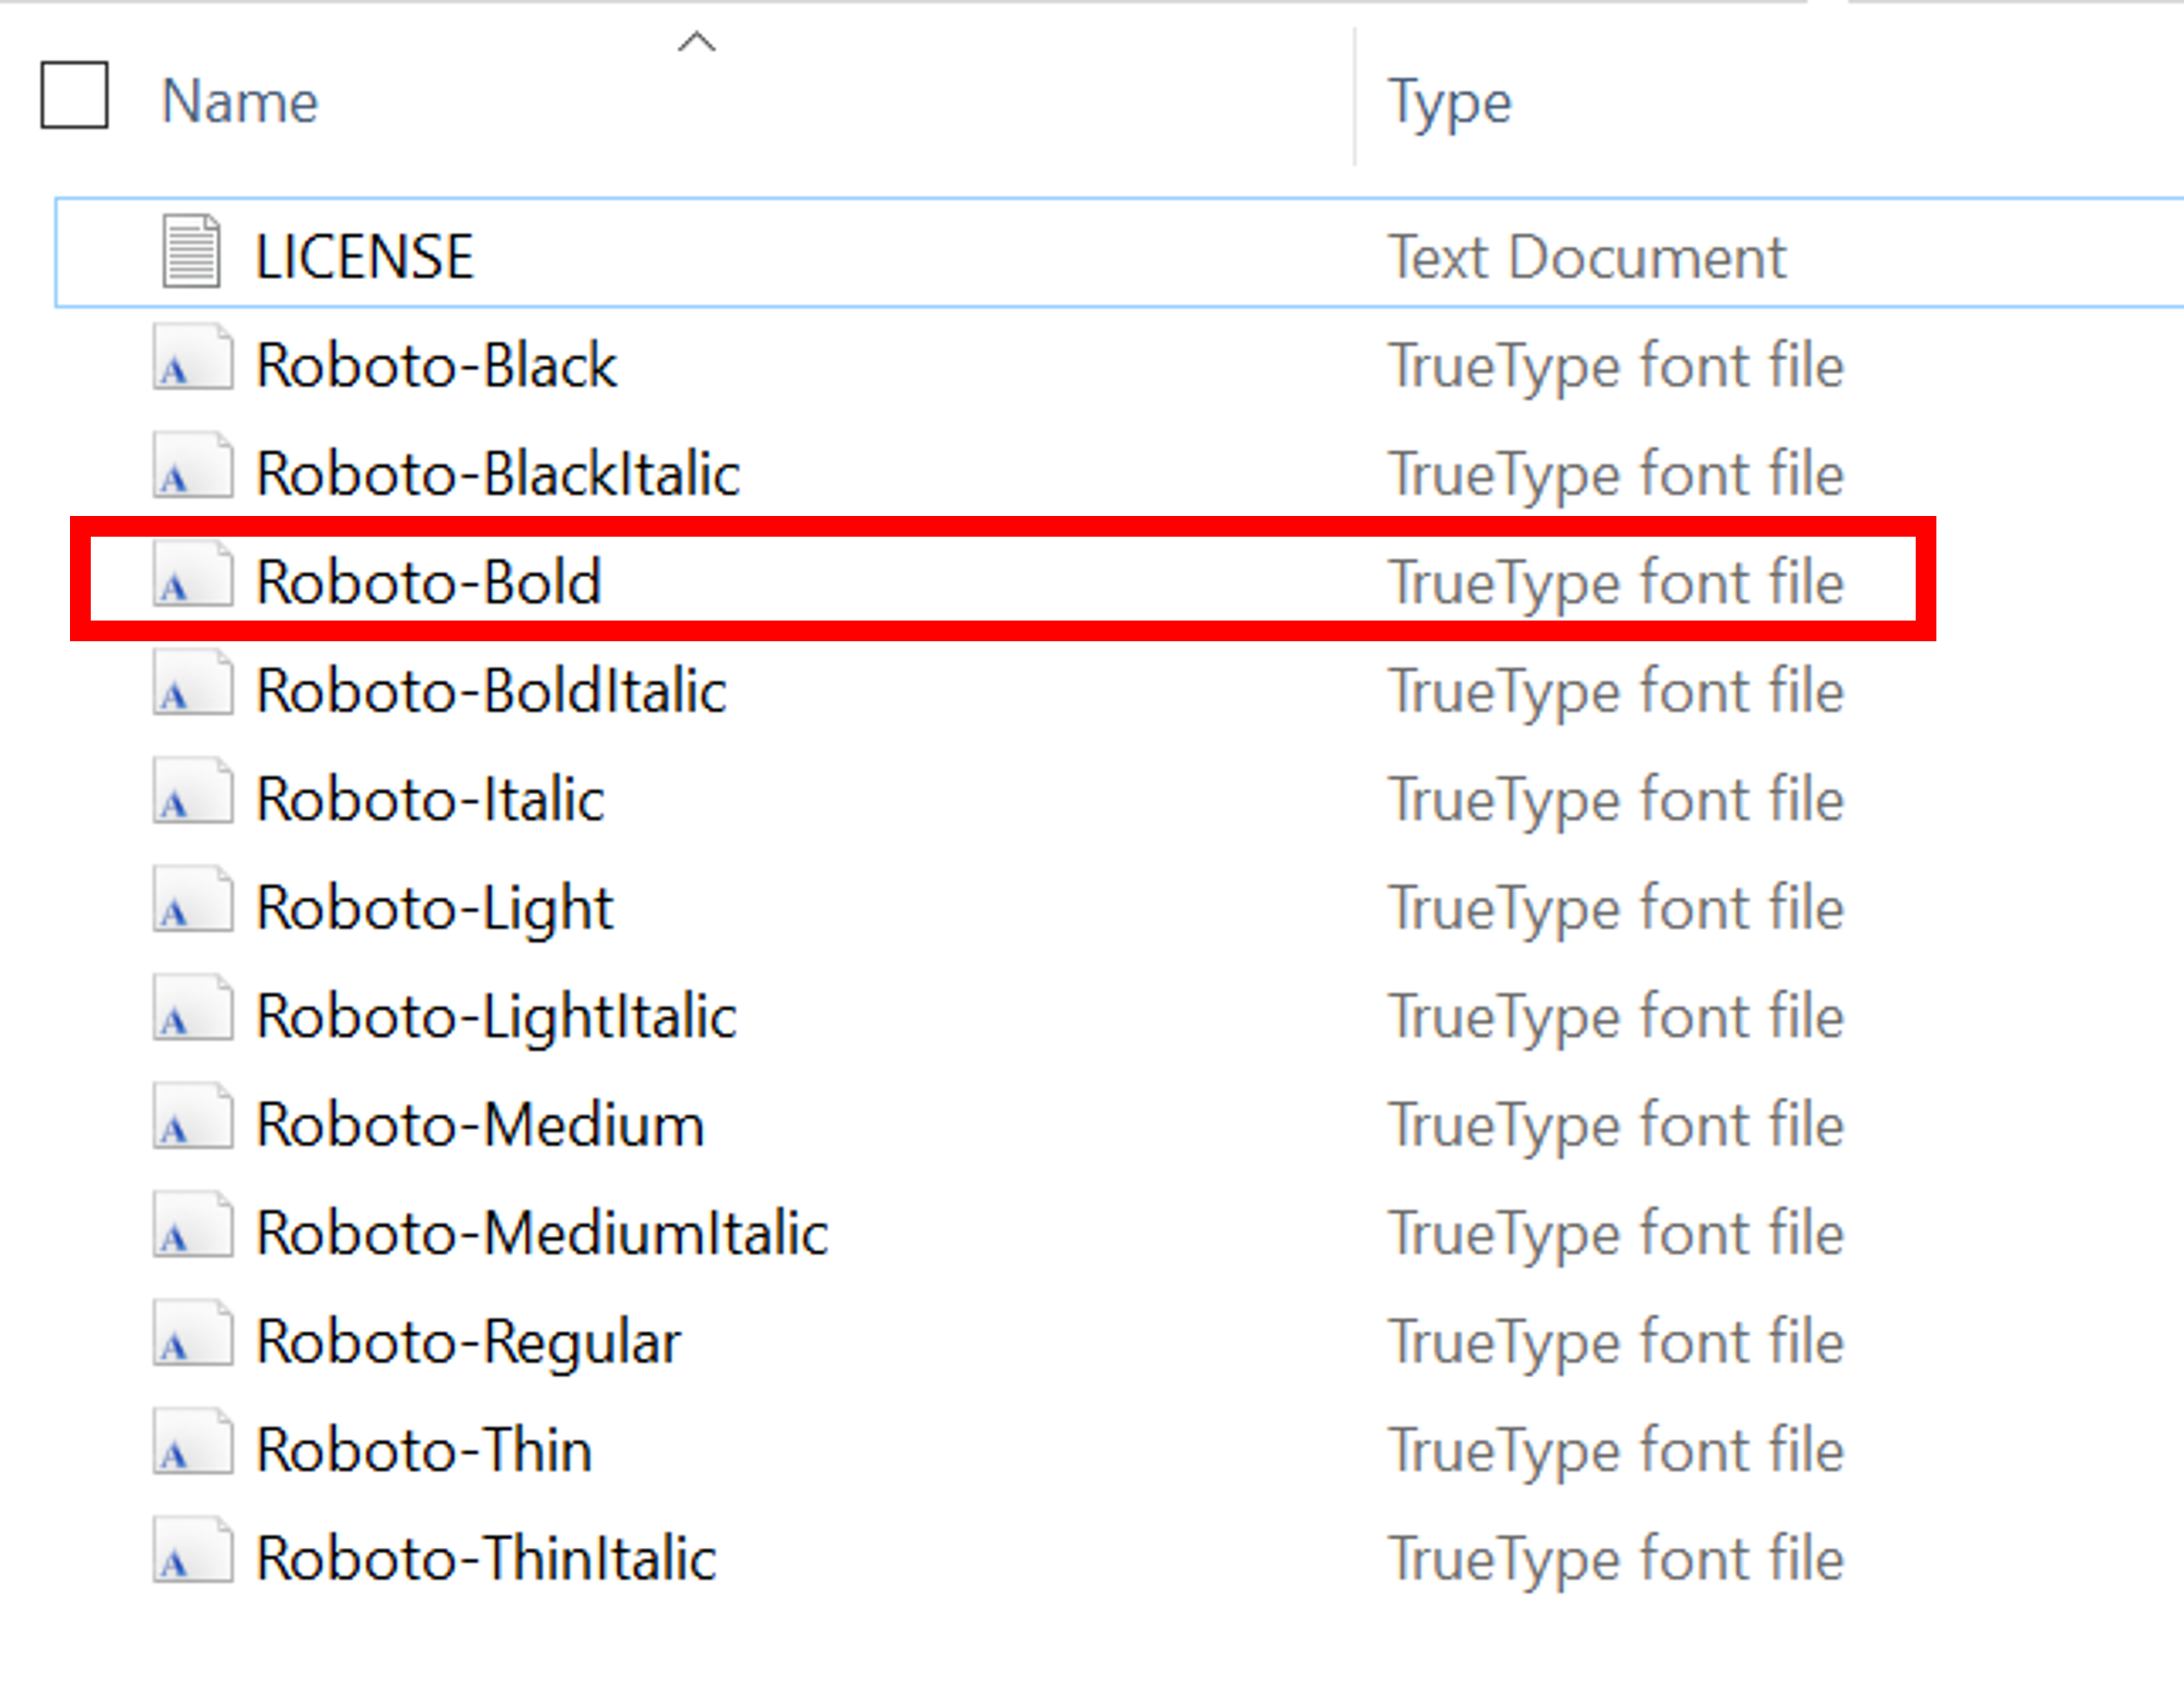 Name Type
LICENSE Text Document
Roboto-Black TrueType font file
Roboto-BlackItalic TrueType font file
Roboto-Bold TrueType font file
Roboto-BoldItalic TrueType font file
Roboto-Italic TrueType font file
Roboto-Light TrueType font file
Roboto-LightItalic TrueType font file
Roboto-Medium TrueType font file
Roboto-MediumItalic TrueType font file
Roboto-Regular TrueType font file
Roboto-Thin TrueType font file
Roboto-ThinItalic TrueType font file